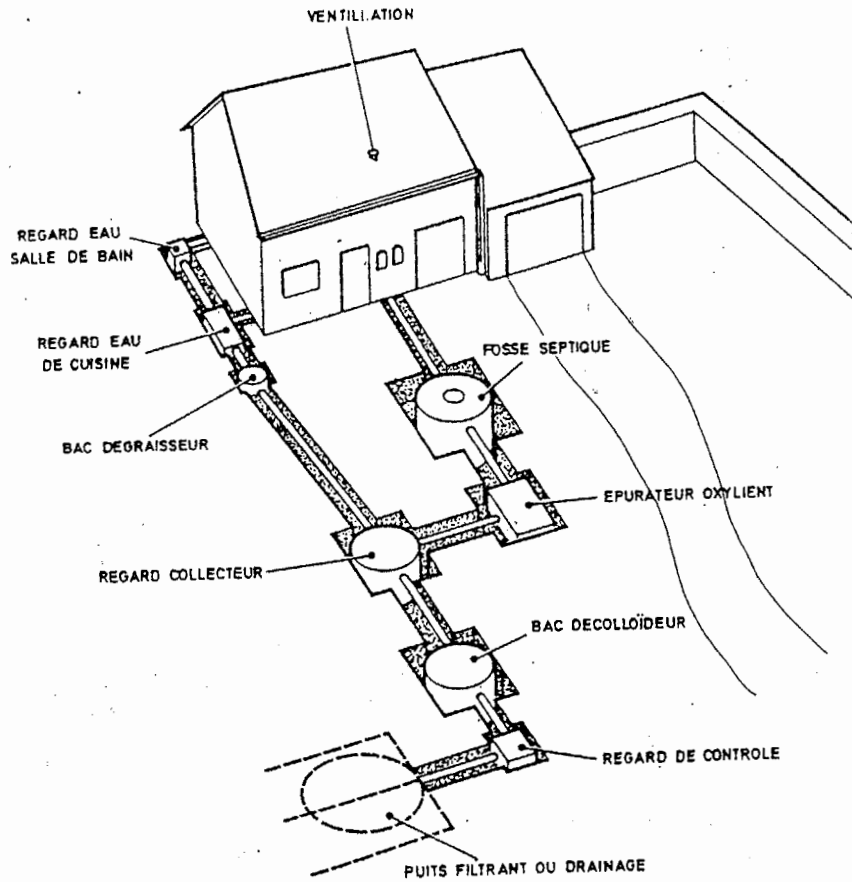 VENTILLATION
REGARD EAU
SALLE DE BAIN
REGARD EAU
DE CUISINE
FOSSE SEPTIQUE
BAC DEGRAISSEUR
EPURATEUR OXYLIENT
REGARD COLLECTEUR
BAC DECOLLOÏDEUR
REGARD DE CONTROLE
PUITS FILTRANT OU DRAINAGE